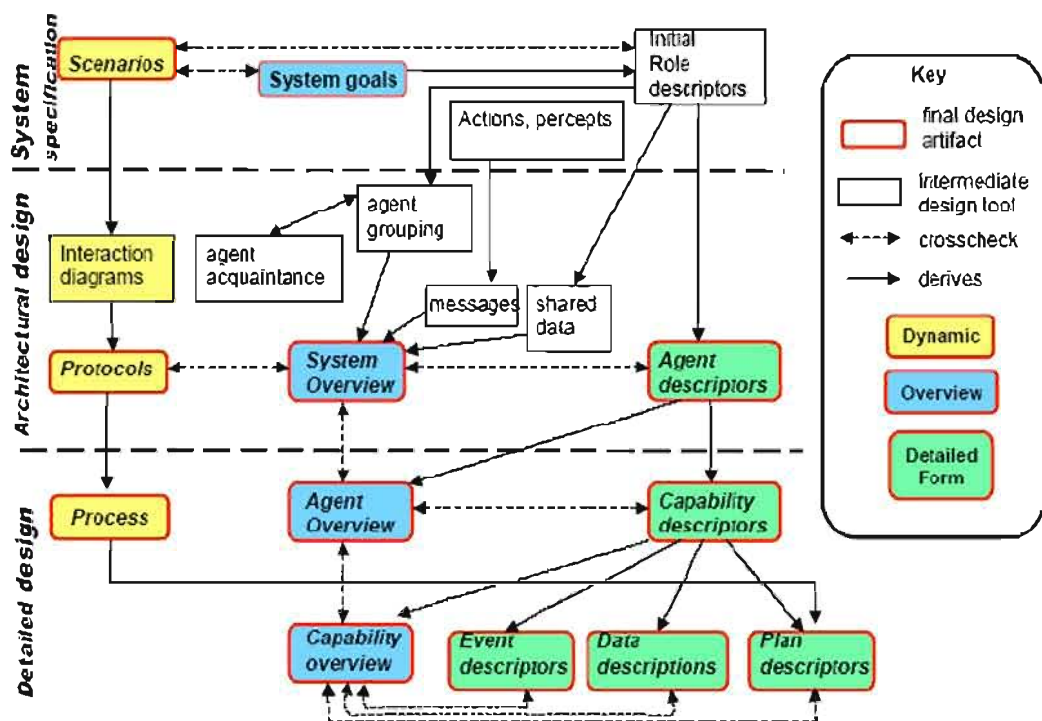 System
specification
Scenarios
System goals
Initial
Role
descriptors
Actions, percepts
Architectural design
agent
grouping
agent
acquaintance
Interaction
diagrams
messages
shared
data
Protocols
System
Overview
Agent
descriptors
Detailed design
Process
Agent
Overview
Capability
descriptors
Capability
overview
Event
descriptors
Data
descriptions
Plan
descriptors
Key
final design
artifact
Intermediate
design tool
crosscheck
derives
Dynamic
Overview
Detailed
Form